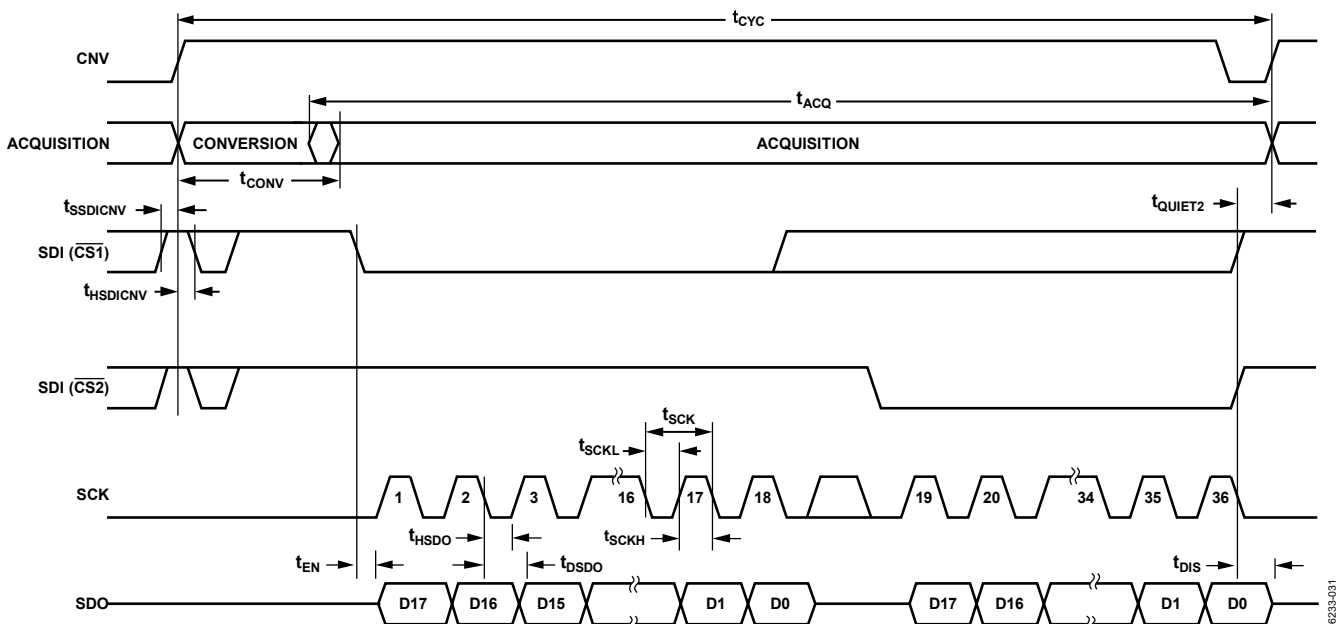 tCYC
CNV
tACQ
ACQUISITION CONVERSION ACQUISITION
tCONV
tSSDICNV
tQUIET2
SDI (CS1)
tHSDICNV
SDI (CS2)
tSCK
tSCKL
SCK 1 2 3 16 17 18 19 20 34 35 36
tHSDO tSCKH
tEN tDSDO tDIS
SDO D17 D16 D15 D1 D0 D17 D16 D1 D0
6233-031